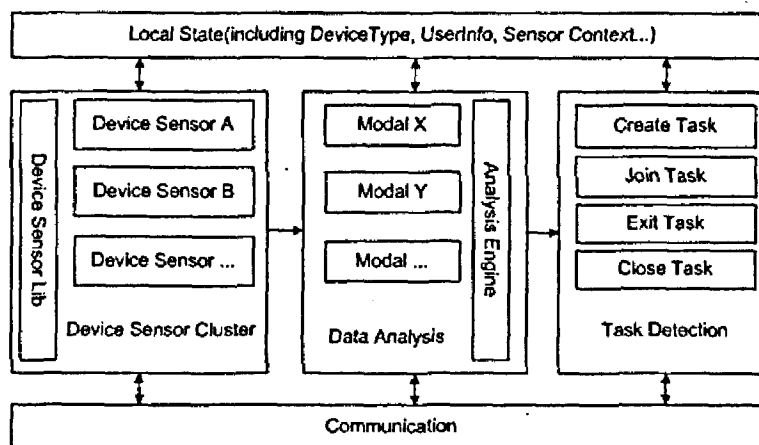 Local State(including DeviceType, UserInfo, Sensor Context...)
Device Sensor Lib
Device Sensor A
Device Sensor B
Device Sensor ...
Device Sensor Cluster
Modal X
Modal Y
Modal ...
Analysis Engine
Data Analysis
Create Task
Join Task
Exit Task
Close Task
Task Detection
Communication